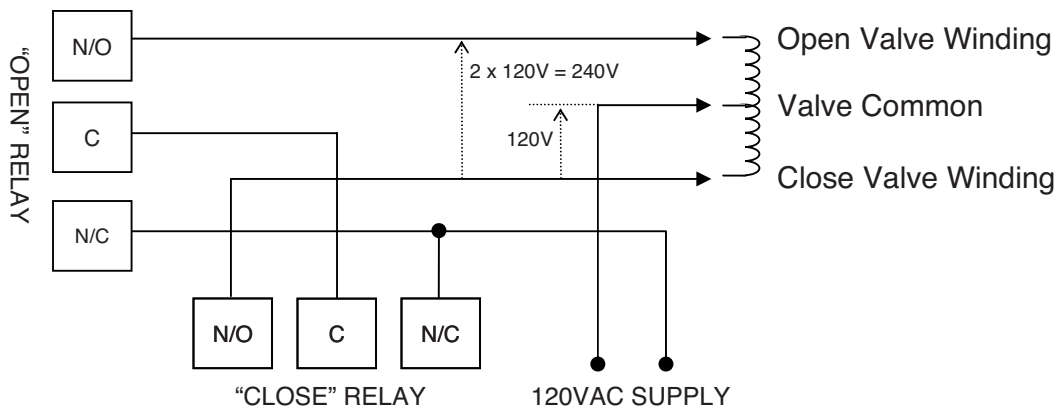 "OPEN" RELAY
N/O
C
N/C
2 x 120V = 240V
120V
Open Valve Winding
Valve Common
Close Valve Winding
N/O
C
N/C
“CLOSE” RELAY
120VAC SUPPLY